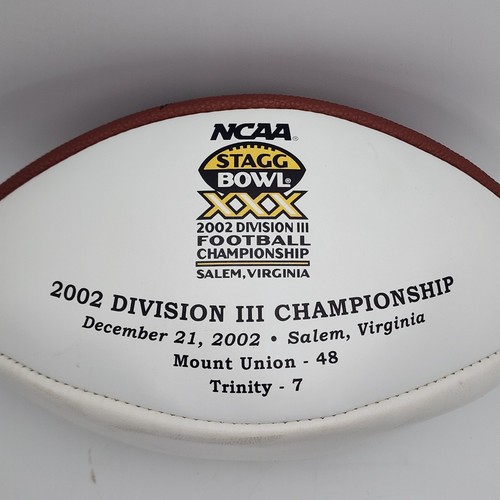 NCAA®
STAGG
BOWL®
XXX
2002 DIVISION III
FOOTBALL
CHAMPIONSHIP
SALEM, VIRGINIA
2002 DIVISION III CHAMPIONSHIP
December 21, 2002 • Salem, Virginia
Mount Union - 48
Trinity - 7